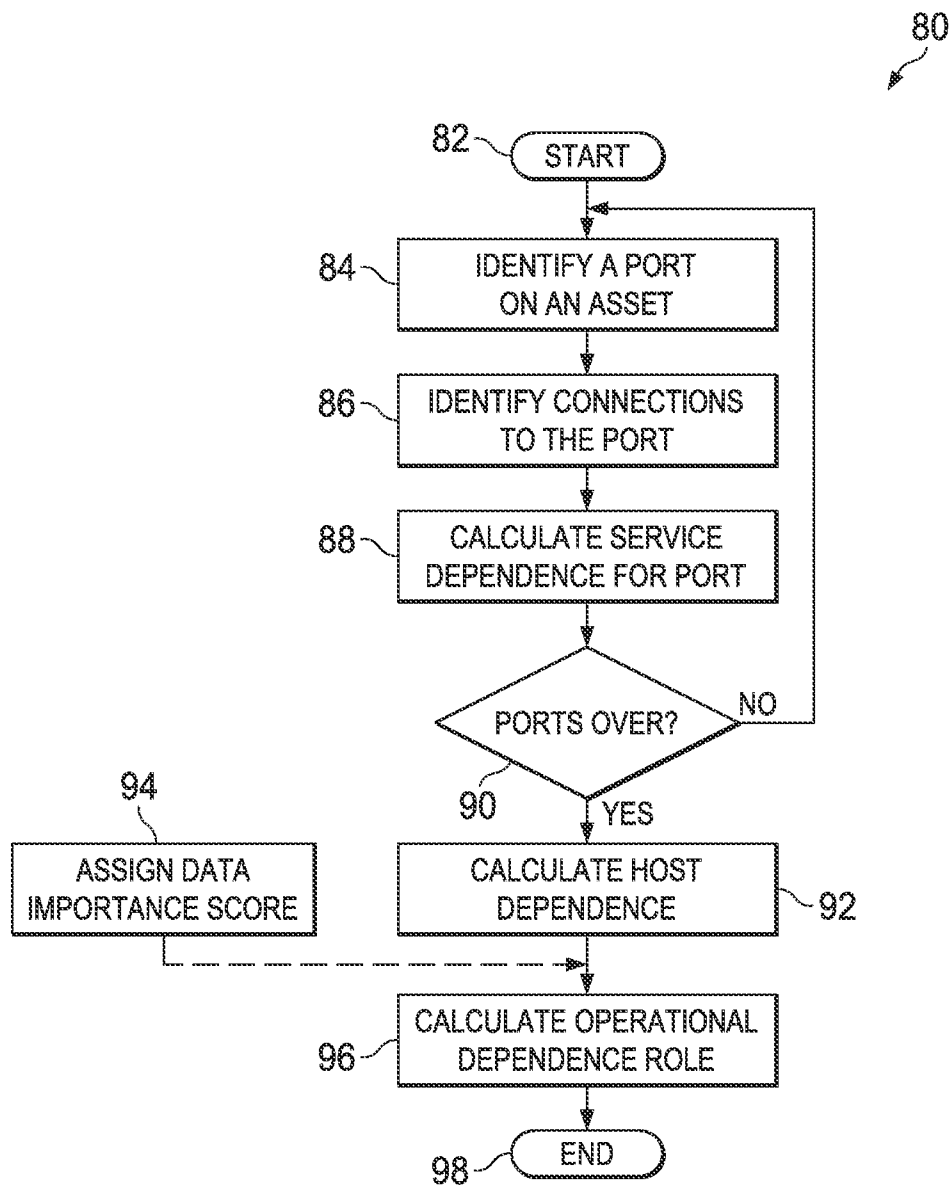 80
82
START
84
IDENTIFY A PORT
ON AN ASSET
86
IDENTIFY CONNECTIONS
TO THE PORT
88
CALCULATE SERVICE
DEPENDENCE FOR PORT
PORTS OVER?
NO
90
YES
94
ASSIGN DATA
IMPORTANCE SCORE
CALCULATE HOST
DEPENDENCE
92
CALCULATE OPERATIONAL
DEPENDENCE ROLE
96
END
98